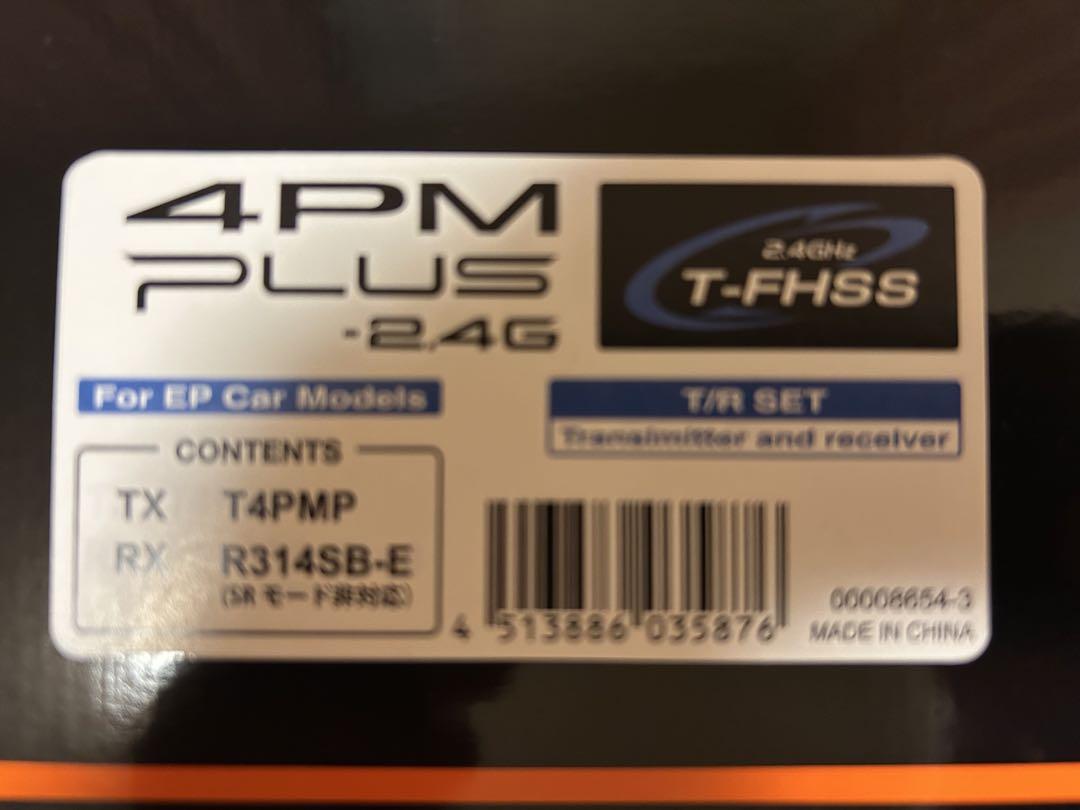 4PM
PLUS
-2.4G
2.4GHz
T-FHSS
For EP Car Models
T/R SET
Transimitter and receiver
CONTENTS
TX T4PMP
RX R314SB-E
(SRモード非対応)
4 513886 035876
00008654-3
MADE IN CHINA